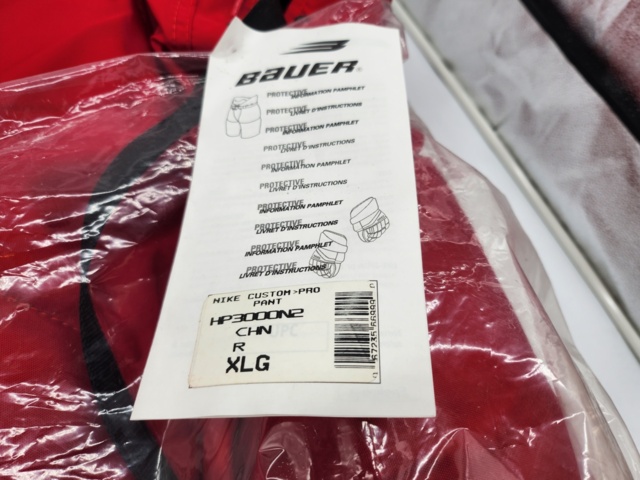 BAUER
PROTECTIVE INFORMATION PAMPHLET
PROTECTIVE LIVRET D'INSTRUCTIONS
PROTECTIVE INFORMATION PAMPHLET
PROTECTIVE LIVRET D'INSTRUCTIONS
PROTECTIVE INFORMATION PAMPHLET
PROTECTIVE LIVRET D'INSTRUCTIONS
PROTECTIVE INFORMATION PAMPHLET
PROTECTIVE LIVRET D'INSTRUCTIONS
PROTECTIVE INFORMATION PAMPHLET
PROTECTIVE LIVRET D'INSTRUCTIONS
NIKE CUSTOM>PRO
PANT
HP3000N2
CHN
R
XLG